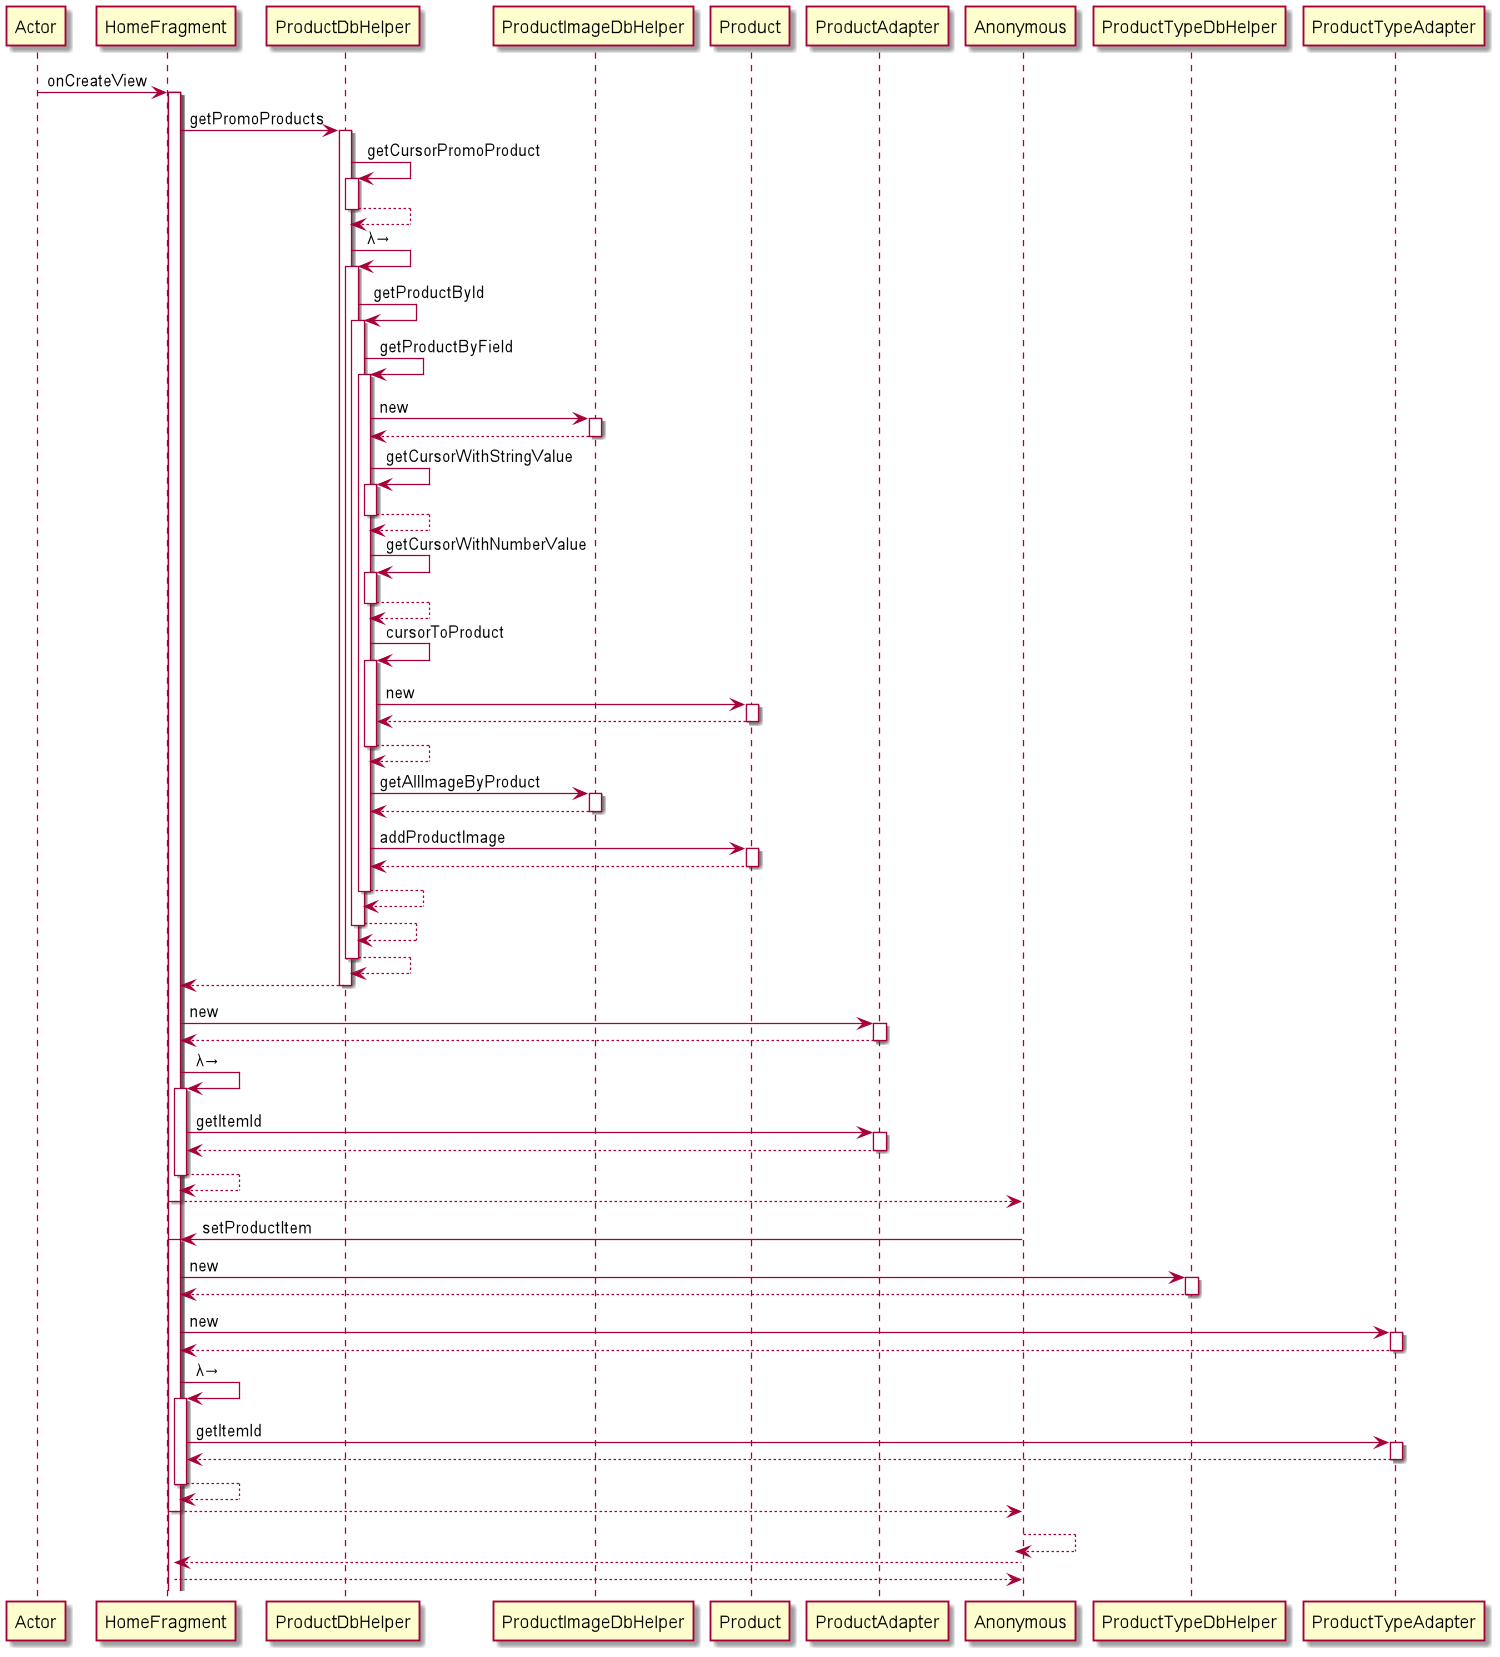 Actor HomeFragment ProductDbHelper ProductImageDbHelper Product ProductAdapter Anonymous ProductTypeDbHelper ProductTypeAdapter
onCreateView
getPromoProducts
getCursorPromoProduct
λ→
getProductById
getProductByField
new
getCursorWithStringValue
getCursorWithNumberValue
cursorToProduct
new
getAllImageByProduct
addProductImage
new
λ→
getItemId
setProductItem
new
new
λ→
getItemId
Actor HomeFragment ProductDbHelper ProductImageDbHelper Product ProductAdapter Anonymous ProductTypeDbHelper ProductTypeAdapter